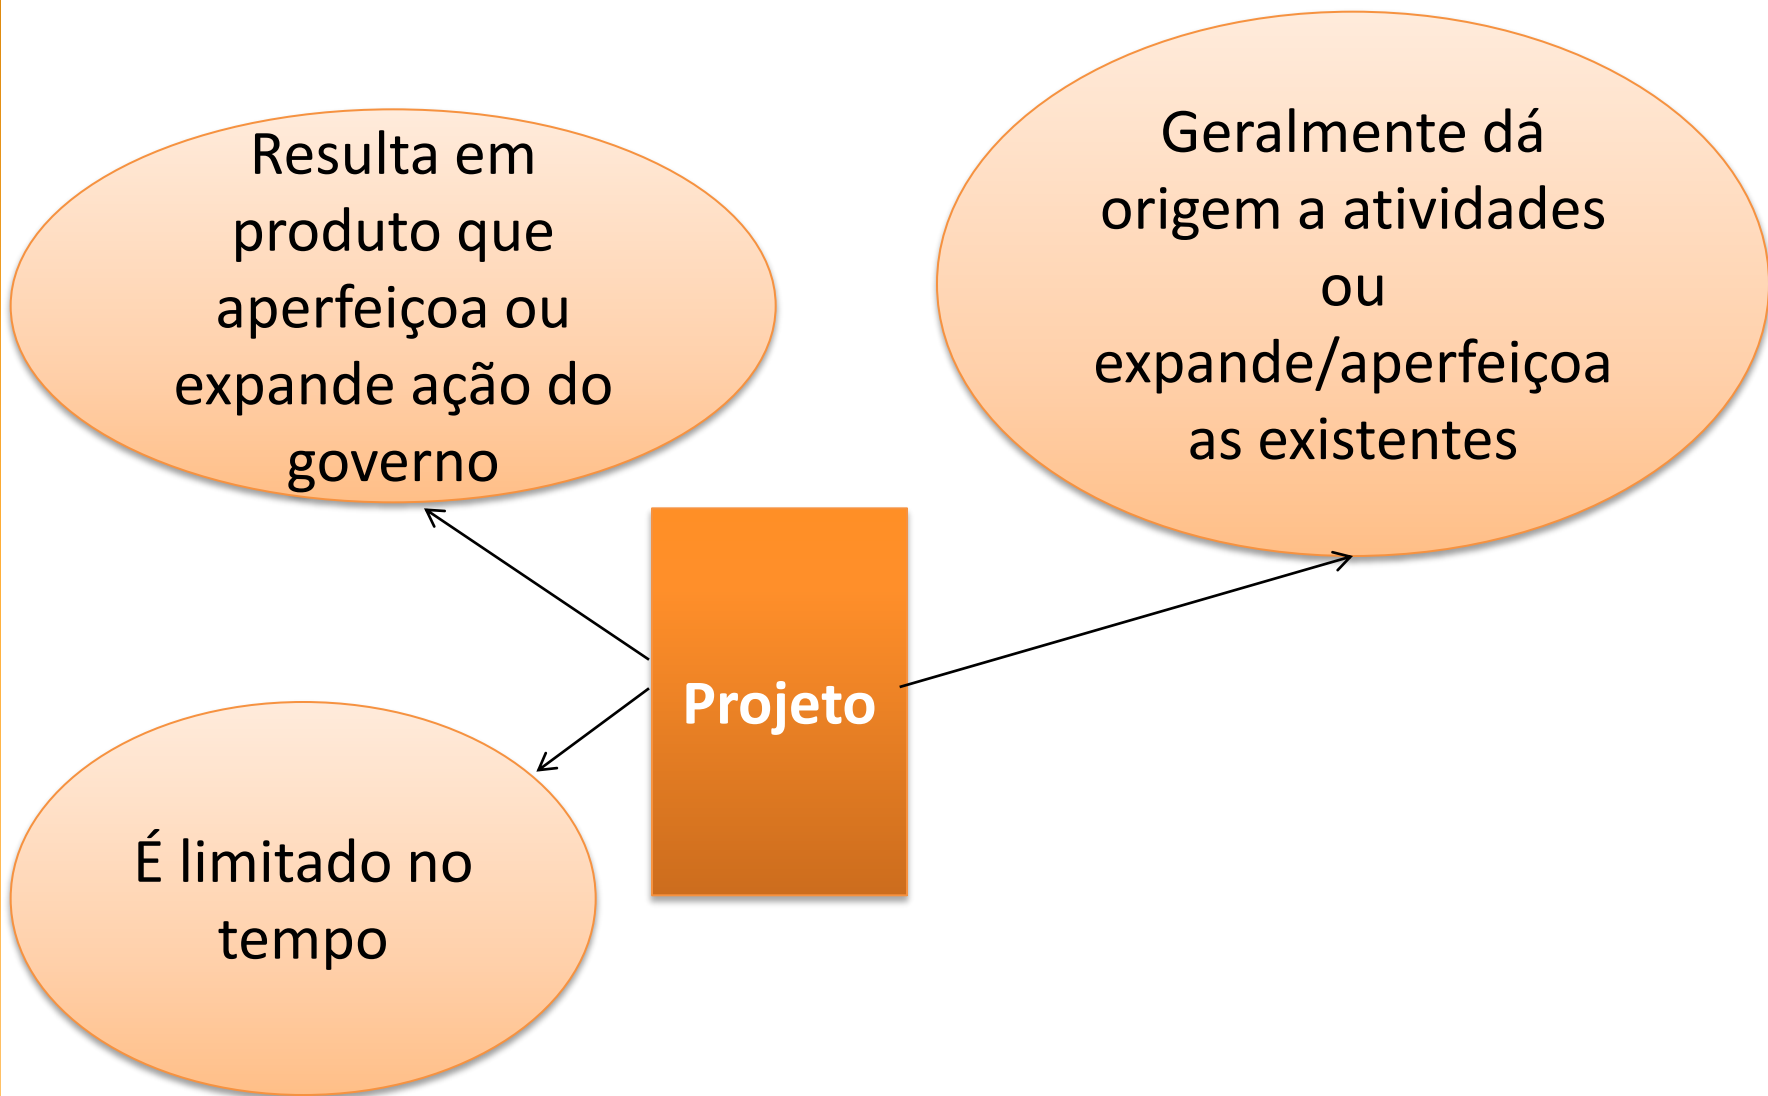 Resulta em
produto que
aperfeiçoa ou
expande ação do
governo
Geralmente dá
origem a atividades
ou
expande/aperfeiçoa
as existentes
Projeto
É limitado no
tempo